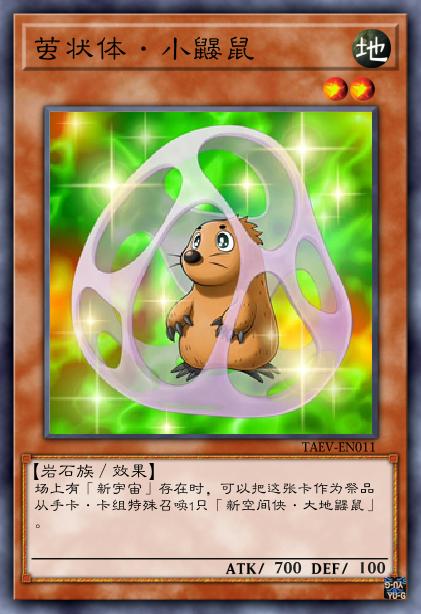 茧状体·小鼹鼠
地
TAEV-EN011
【岩石族／效果】
场上有「新宇宙」存在时，可以把这张卡作为祭品
从手卡·卡组特殊召唤1只「新空间侠·大地鼹鼠」
。
ATK/ 700 DEF/ 100
YU-G